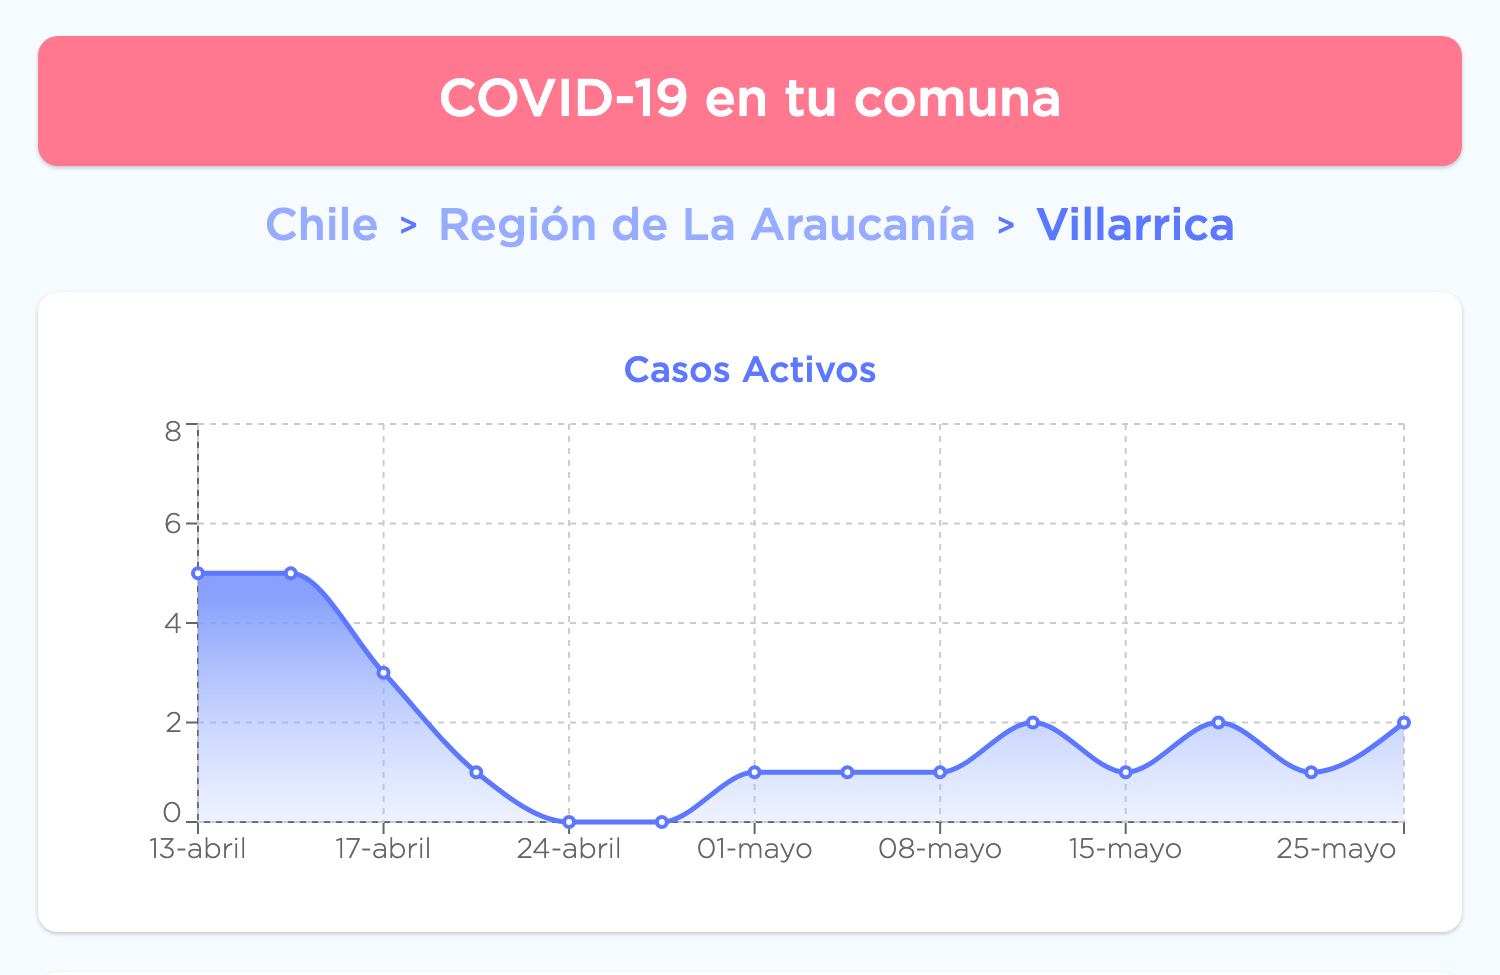 COVID-19 en tu comuna
Chile > Región de La Araucanía > Villarrica
Casos Activos
8
6
4
2
0
13-abril 17-abril 24-abril 01-mayo 08-mayo 15-mayo 25-mayo